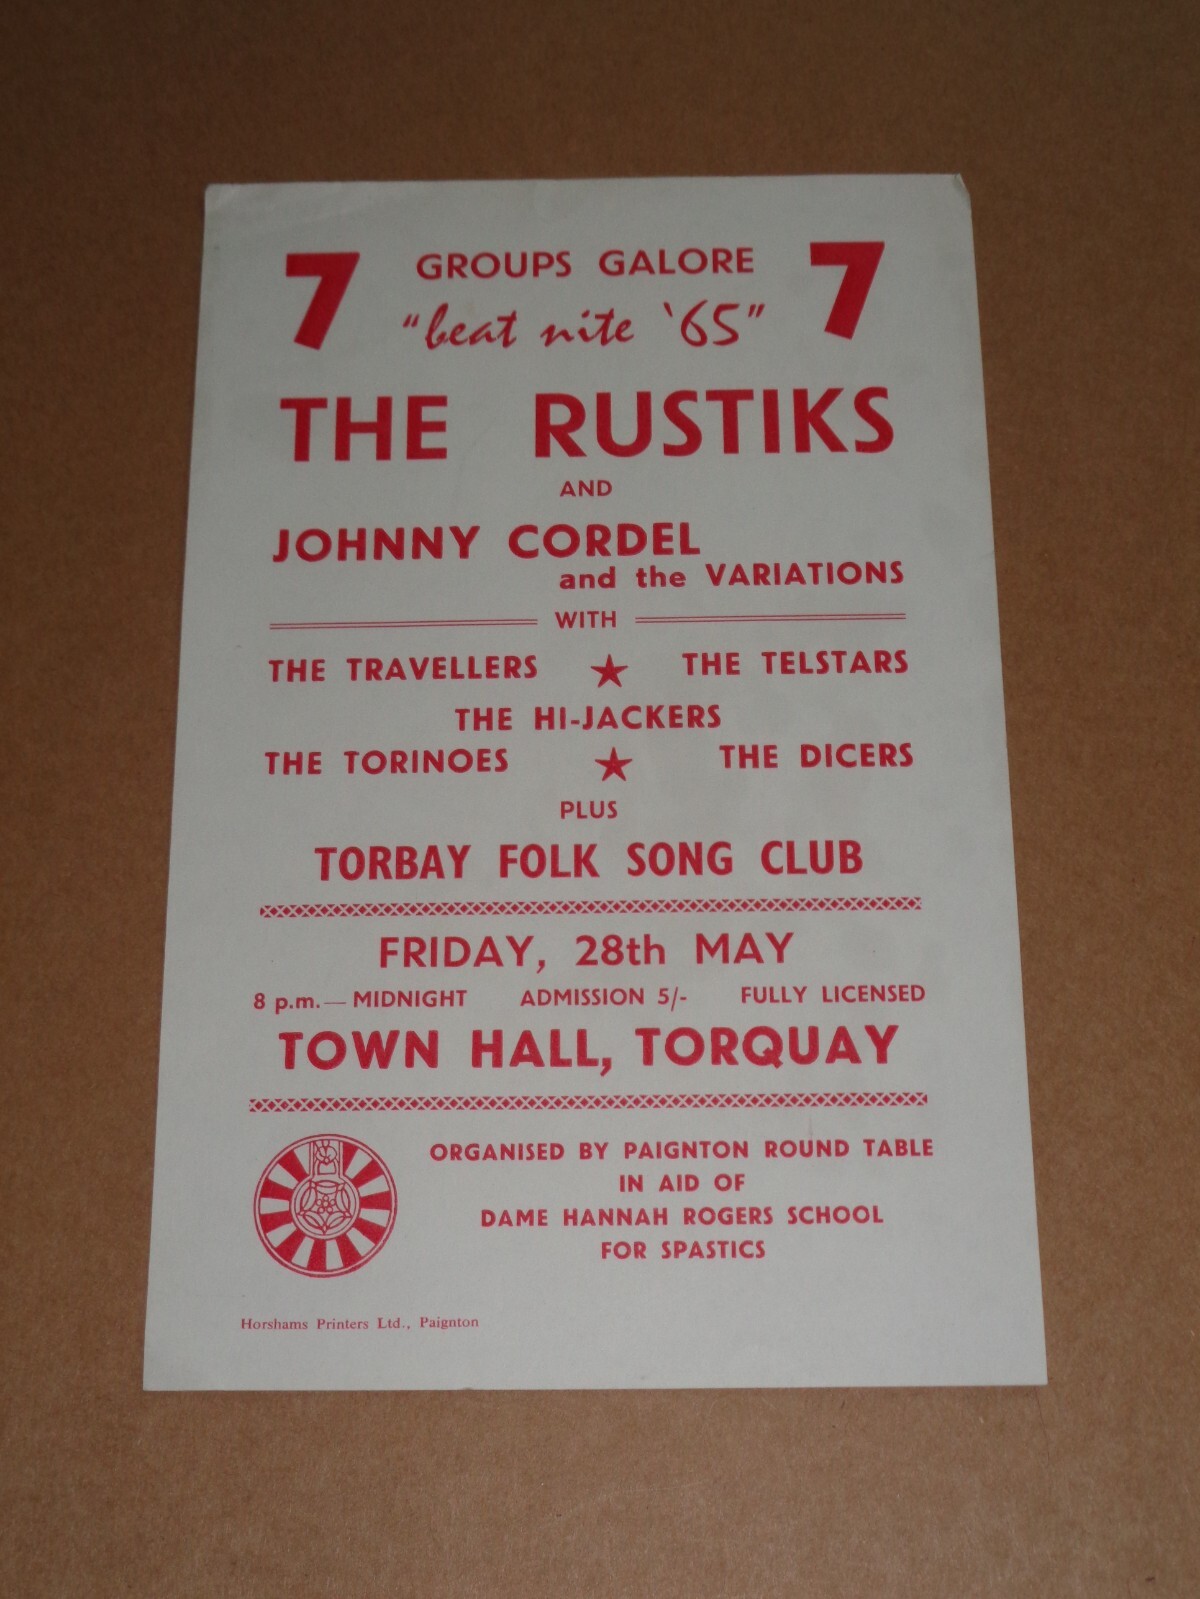 7 GROUPS GALORE 7
"beat nite '65"
THE RUSTIKS
AND
JOHNNY CORDEL
and the VARIATIONS
WITH
THE TRAVELLERS ★ THE TELSTARS
THE HI-JACKERS
THE TORINOES ★ THE DICERS
PLUS
TORBAY FOLK SONG CLUB
FRIDAY, 28th MAY
8 p.m.—MIDNIGHT ADMISSION 5/- FULLY LICENSED
TOWN HALL, TORQUAY
ORGANISED BY PAIGNTON ROUND TABLE
IN AID OF
DAME HANNAH ROGERS SCHOOL
FOR SPASTICS
Horshams Printers Ltd., Paignton